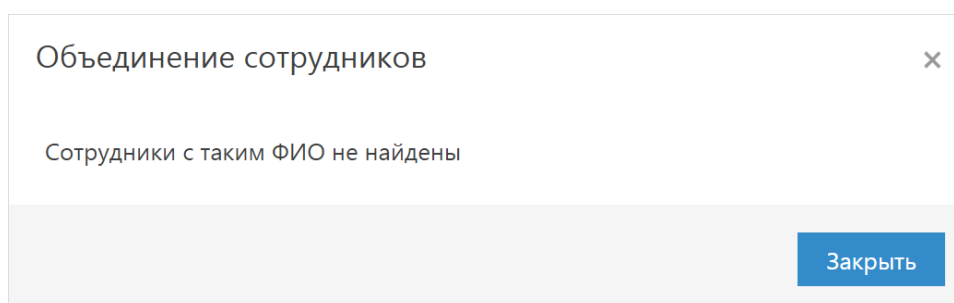 Объединение сотрудников
Сотрудники с таким ФИО не найдены
Закрыть